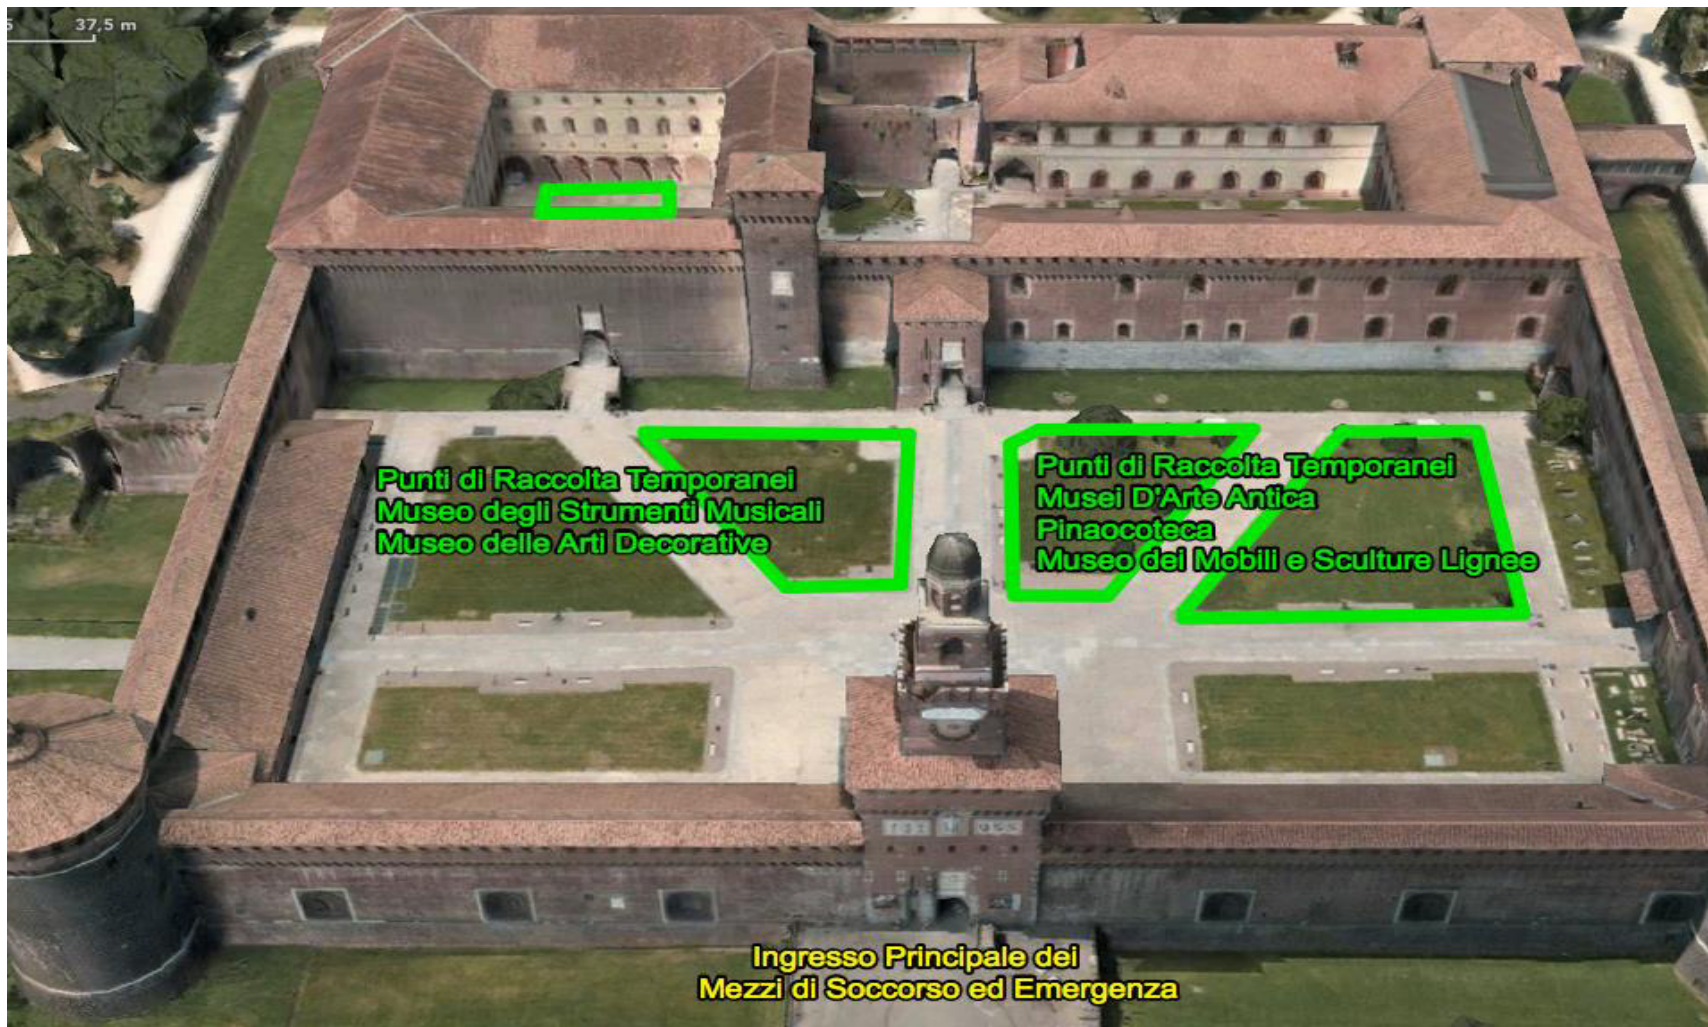 37,5 m
Punti di Raccolta Temporanei
Museo degli Strumenti Musicali
Museo delle Arti Decorative
Punti di Raccolta Temporanei
Musei D'Arte Antica
Pinaocoteca
Museo dei Mobili e Sculture Lignee
Ingresso Principale dei
Mezzi di Soccorso ed Emergenza